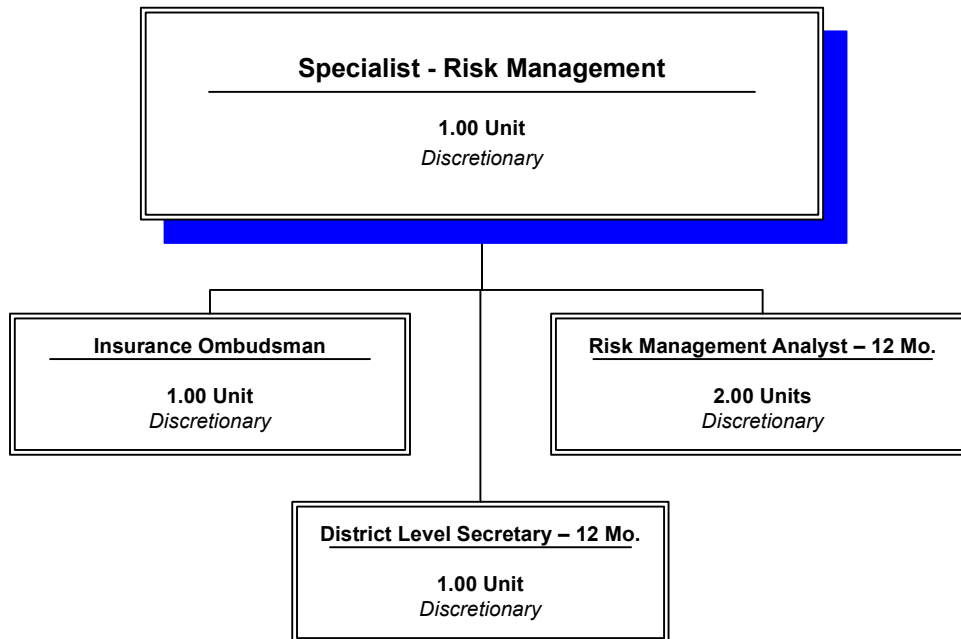 Specialist - Risk Management
1.00 Unit
Discretionary
Insurance Ombudsman
1.00 Unit
Discretionary
Risk Management Analyst – 12 Mo.
2.00 Units
Discretionary
District Level Secretary – 12 Mo.
1.00 Unit
Discretionary